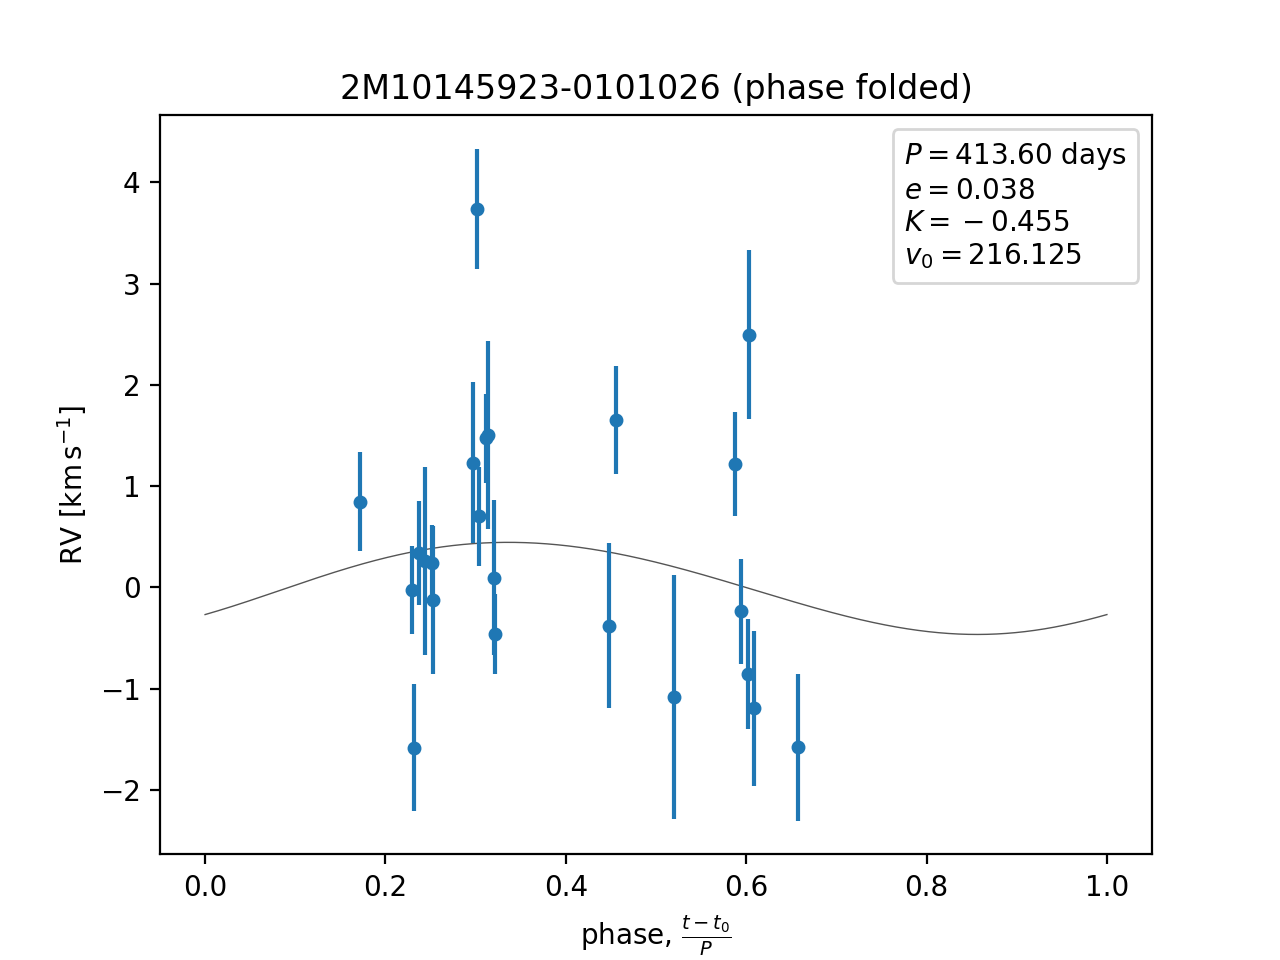 2M10145923-0101026 (phase folded)
P = 413.60 days
e = 0.038
K = −0.455
v₀ = 216.125
RV [km s⁻¹]
4
3
2
1
0
−1
−2
0.0 0.2 0.4 0.6 0.8 1.0
phase, (t − t₀)/P